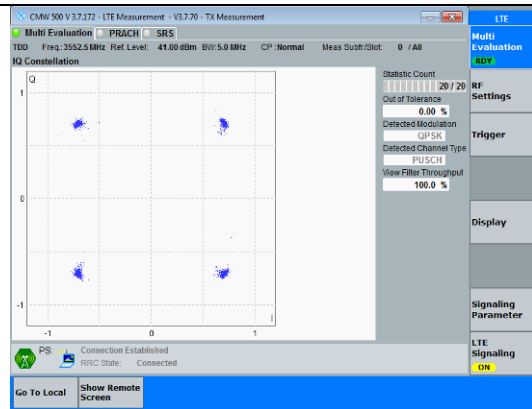 CMW 500 V 3.7.172 - LTE Measurement - V3.7.70 - TX Measurement
LTE
Multi Evaluation PRACH SRS
TDD Freq.:3552.5 MHz Ref. Level: 41.00 dBm BW:5.0 MHz CP :Normal Meas Subfr./Slot: 0 / All
IQ Constellation
Q
1
0
-1
I
-1 0 1
Statistic Count
20 / 20
Out of Tolerance
0.00 %
Detected Modulation
QPSK
Detected Channel Type
PUSCH
View Filter Throughput
100.0 %
PS: Connection Established
RRC State: Connected
Multi
Evaluation
RDY
RF
Settings
Trigger
Display
Signaling
Parameter
LTE
Signaling
ON
Go To Local
Show Remote
Screen